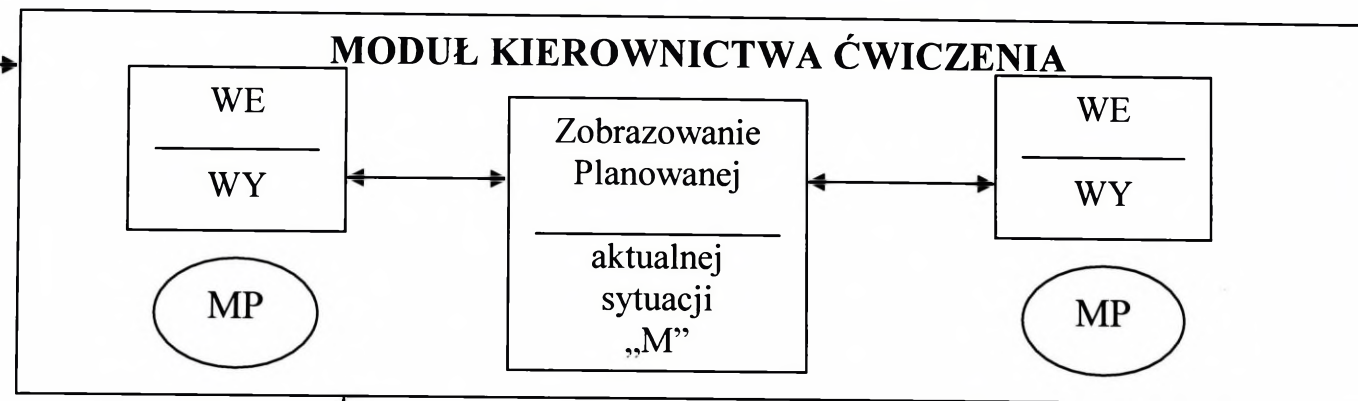 MODUŁ KIEROWNICTWA ĆWICZENIA
WE
WY
MP
Zobrazowanie
Planowanej
aktualnej
sytuacji
„M”
WE
WY
MP